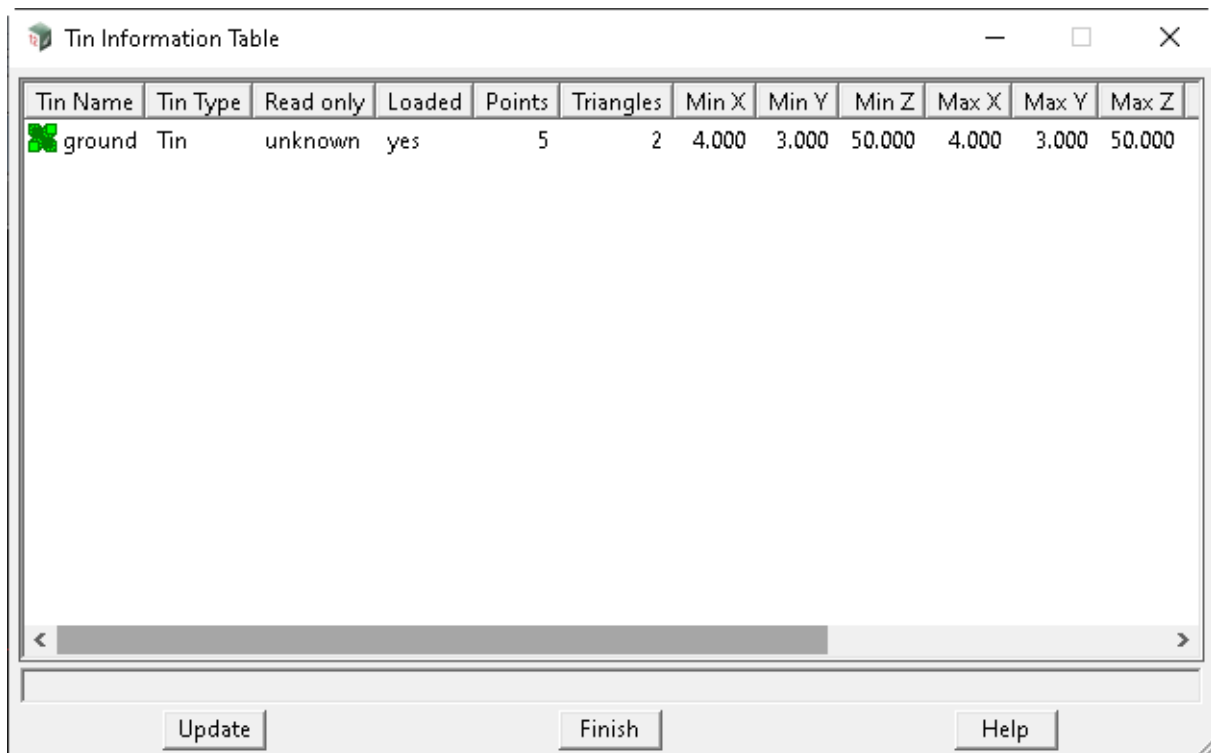 Tin Information Table
Tin Name Tin Type Read only Loaded Points Triangles Min X Min Y Min Z Max X Max Y Max Z
ground Tin unknown yes 5 2 4.000 3.000 50.000 4.000 3.000 50.000
Update Finish Help